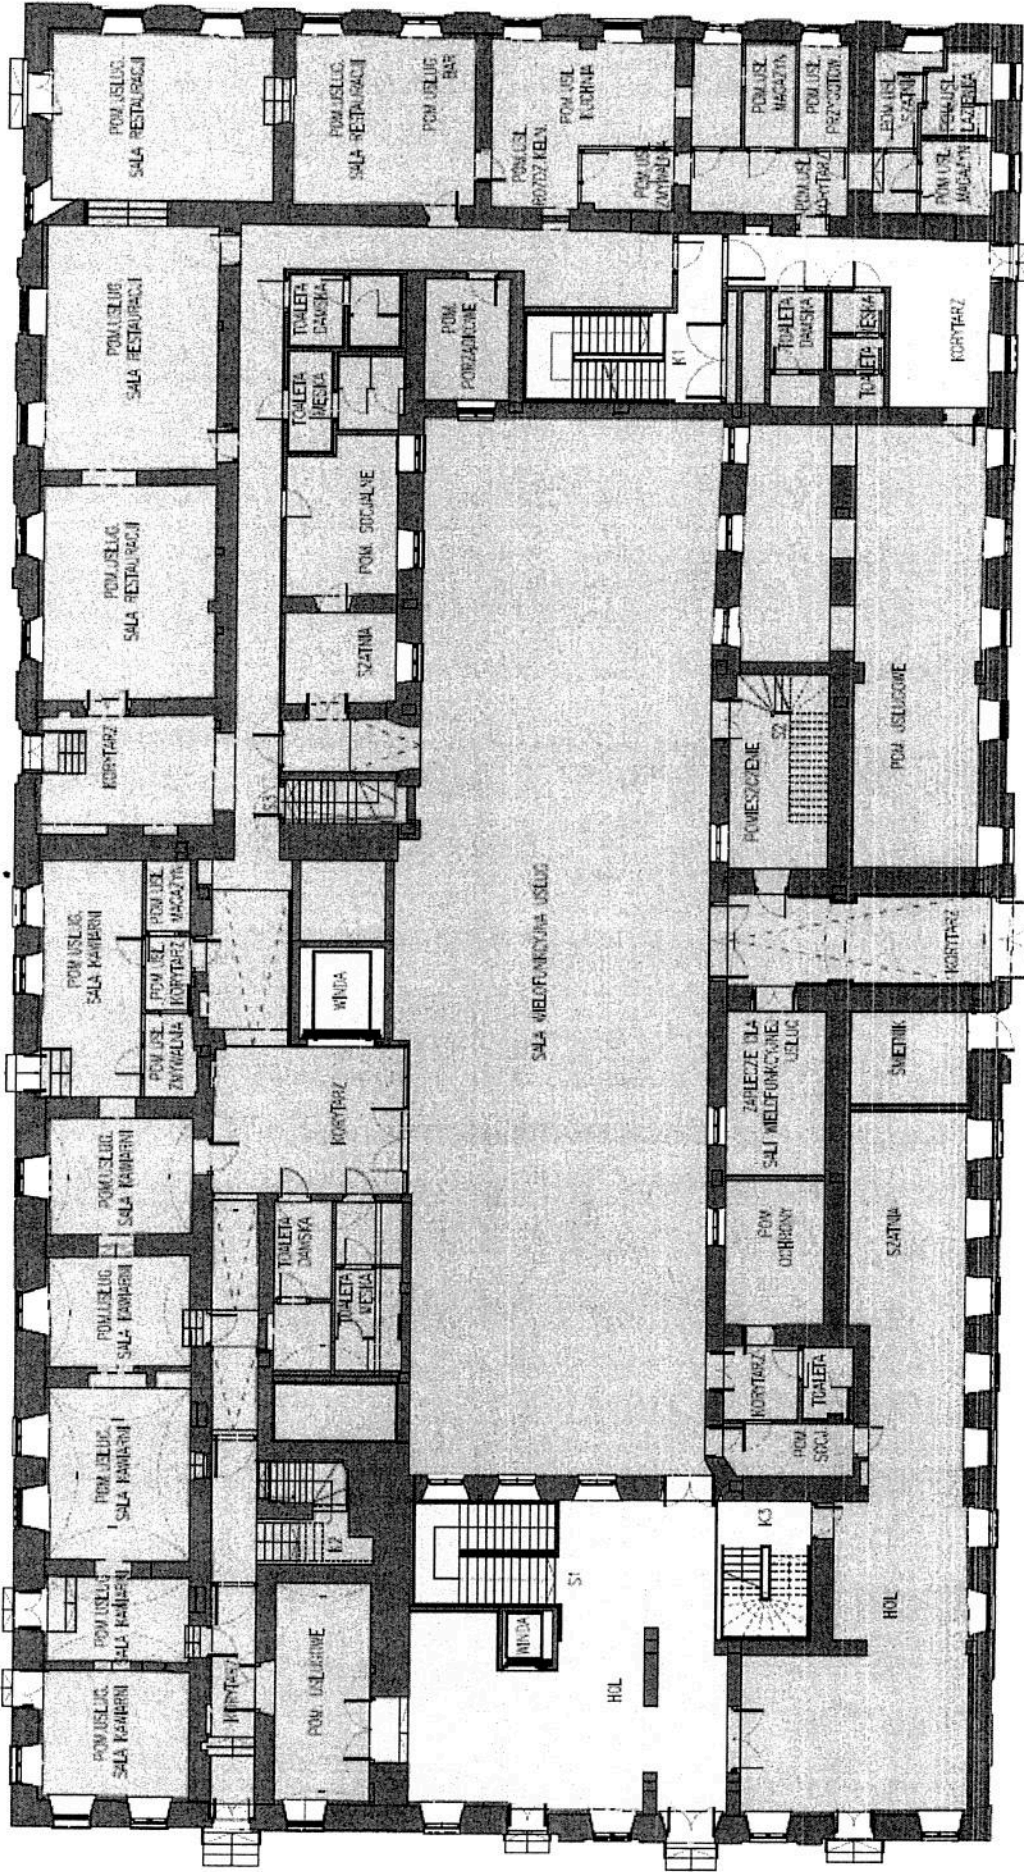 POM.USŁUG.
SALA RESTAURACJI
POM.USŁUG.
SALA RESTAURACJI
POM.USŁUG.
BAR
POM.USŁ.
ROZDZ.KELN.
POM.USŁ.
KUCHNIA
POM.USŁ.
ZMYWALNIA
POM.USŁ.
MAGAZYN
POM.USŁ.
PRZYGOTOW.
POM.USŁ.
KORYTARZ
POM.USŁ.
SZATNIA
POM.USŁ.
ŁAZIENKA
POM.USŁ.
MAGAZYN
POM.USŁUG.
SALA RESTAURACJI
TOALETA
DAMSKA
TOALETA
MĘSKA
POM.
PORZĄDKOWE
K1
TOALETA
DAMSKA
TOALETA MĘSKA
KORYTARZ
POM.USŁUG.
SALA RESTAURACJI
POM. SOCJALNE
SZATNIA
KORYTARZ
S3
POM.USŁUG.
SALA KAWIARNI
POM.USŁ.
MAGAZYN
POM.USŁ.
KORYTARZ
POM.USŁ.
ZMYWALNIA
WINDA
SALA WIELOFUNKCYJNA USŁUG
POMIESZCZENIE
S2
POM. USŁUGOWE
KORYTARZ
POM.USŁUG.
SALA KAWIARNI
KORYTARZ
ZAPLECZE DLA
SALI WIELOFUNKCYJNEJ
USŁUG
ŚMIETNIK
POM.USŁUG.
SALA KAWIARNI
TOALETA
DAMSKA
TOALETA
MĘSKA
POM.
OCHRONY
SZATNIA
POM.USŁUG.
SALA KAWIARNI
KORYTARZ
TOALETA
POM.
SOCJ.
POM.USŁUG.
SALA KAWIARNI
K2
S1
K3
WINDA
HOL
HOL
POM.USŁUG.
SALA KAWIARNI
KORYTARZ
POM. USŁUGOWE